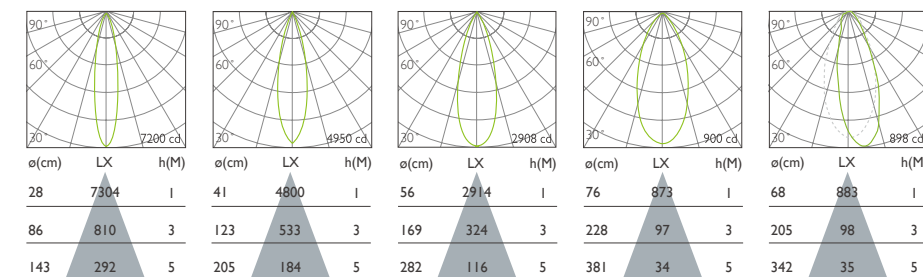 90° 90° 90° 90° 90°
60° 60° 60° 60° 60°
30° 7200 cd 30° 4950 cd 30° 2908 cd 30° 900 cd 30° 898 cd
ø(cm) LX h(M) ø(cm) LX h(M) ø(cm) LX h(M) ø(cm) LX h(M) ø(cm) LX h(M)
28 7304 1 41 4800 1 56 2914 1 76 873 1 68 883 1
86 810 3 123 533 3 169 324 3 228 97 3 205 98 3
143 292 5 205 184 5 282 116 5 381 34 5 342 35 5